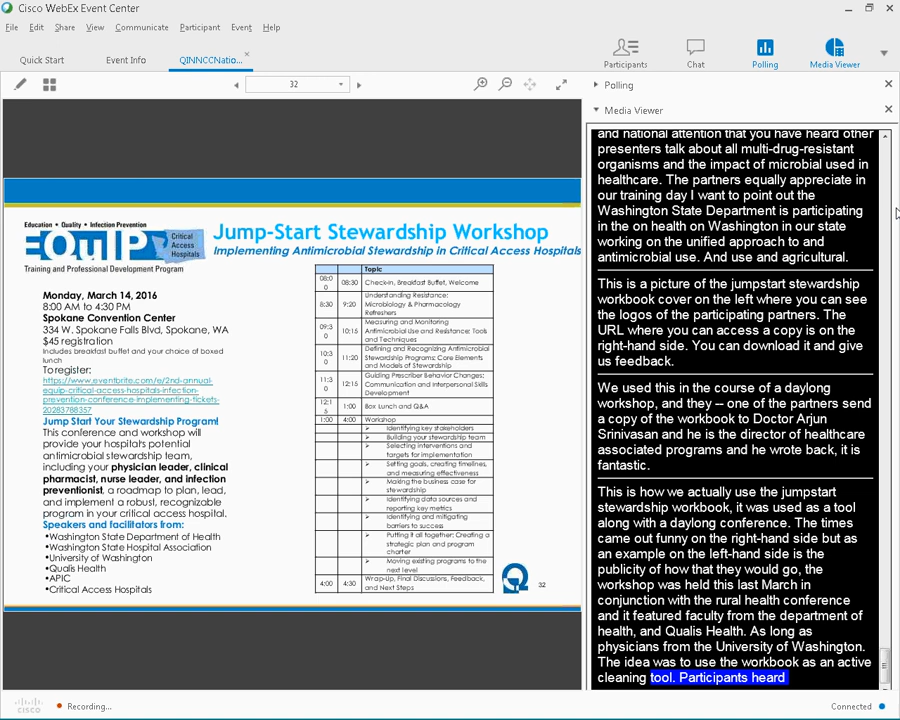 Cisco WebEx Event Center
File Edit Share View Communicate Participant Event Help
Quick Start Event Info QINNCCNatio...
Participants Chat Polling Media Viewer
32
Polling
Media Viewer
Education • Quality • Infection Prevention
EQuIP
Critical
Access
Hospitals
Training and Professional Development Program
Jump-Start Stewardship Workshop
Implementing Antimicrobial Stewardship in Critical Access Hospitals
Monday, March 14, 2016
8:00 AM to 4:30 PM
Spokane Convention Center
334 W. Spokane Falls Blvd, Spokane, WA
$45 registration
Includes breakfast buffet and your choice of boxed
lunch
To register:
https://www.eventbrite.com/e/2nd-annual-
equip-critical-access-hospitals-infection-
prevention-conference-implementing-tickets-
20283788357
Jump Start Your Stewardship Program!
This conference and workshop will
provide your hospitals potential
antimicrobial stewardship team,
including your physician leader, clinical
pharmacist, nurse leader, and infection
preventionist, a roadmap to plan, lead,
and implement a robust, recognizable
program in your critical access hospital.
Speakers and facilitators from:
•Washington State Department of Health
•Washington State Hospital Association
•University of Washington
•Qualis Health
•APIC
•Critical Access Hospitals
Topic
08:0
0 08:30 Check-in, Breakfast Buffet, Welcome
8:30 9:20 Understanding Resistance:
Microbiology & Pharmacology
Refreshers
09:3
0 10:15 Measuring and Monitoring
Antimicrobial Use and Resistance: Tools
and Techniques
10:3
0 11:20 Defining and Recognizing Antimicrobial
Stewardship Programs: Core Elements
and Models of Stewardship
11:3
0 12:15 Guiding Prescriber Behavior Changes:
Communication and Interpersonal Skills
Development
12:1
5 1:00 Box Lunch and Q&A
1:00 4:00 Workshop
➢ Identifying key stakeholders
➢ Building your stewardship team
➢ Selecting interventions and
targets for implementation
➢ Setting goals, creating timelines,
and measuring effectiveness
➢ Making the business case for
stewardship
➢ Identifying data sources and
reporting key metrics
➢ Identifying and mitigating
barriers to success
➢ Putting it all together: Creating a
strategic plan and program
charter
➢ Moving existing programs to the
next level
4:00 4:30 Wrap-Up, Final Discussions, Feedback,
and Next Steps
32
and national attention that you have heard other
presenters talk about all multi-drug-resistant
organisms and the impact of microbial used in
healthcare. The partners equally appreciate in
our training day I want to point out the
Washington State Department is participating
in the on health on Washington in our state
working on the unified approach to and
antimicrobial use. And use and agricultural.
This is a picture of the jumpstart stewardship
workbook cover on the left where you can see
the logos of the participating partners. The
URL where you can access a copy is on the
right-hand side. You can download it and give
us feedback.
We used this in the course of a daylong
workshop, and they -- one of the partners send
a copy of the workbook to Doctor Arjun
Srinivasan and he is the director of healthcare
associated programs and he wrote back, it is
fantastic.
This is how we actually use the jumpstart
stewardship workbook, it was used as a tool
along with a daylong conference. The times
came out funny on the right-hand side but as
an example on the left-hand side is the
publicity of how that they would go, the
workshop was held this last March in
conjunction with the rural health conference
and it featured faculty from the department of
health, and Qualis Health. As long as
physicians from the University of Washington.
The idea was to use the workbook as an active
cleaning tool. Participants heard
cisco
Recording...
Connected